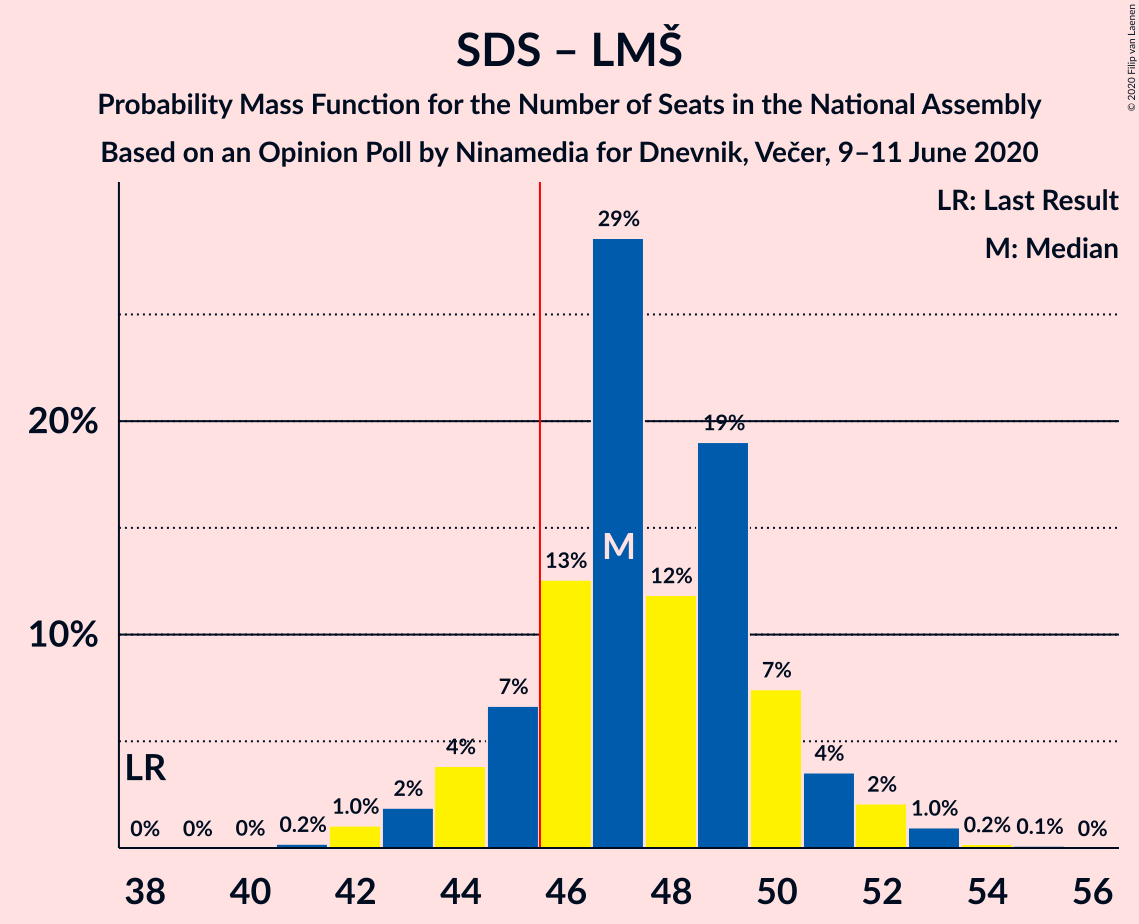 SDS – LMŠ
Probability Mass Function for the Number of Seats in the National Assembly
Based on an Opinion Poll by Ninamedia for Dnevnik, Večer, 9–11 June 2020
© 2020 Filip van Laenen
LR: Last Result
M: Median
29%
20%
19%
M
13%
12%
10%
7%
7%
4%
4%
LR
2%
2%
1.0%
1.0%
0%
0%
0%
0.2%
0.2%
0.1%
0%
38 40 42 44 46 48 50 52 54 56